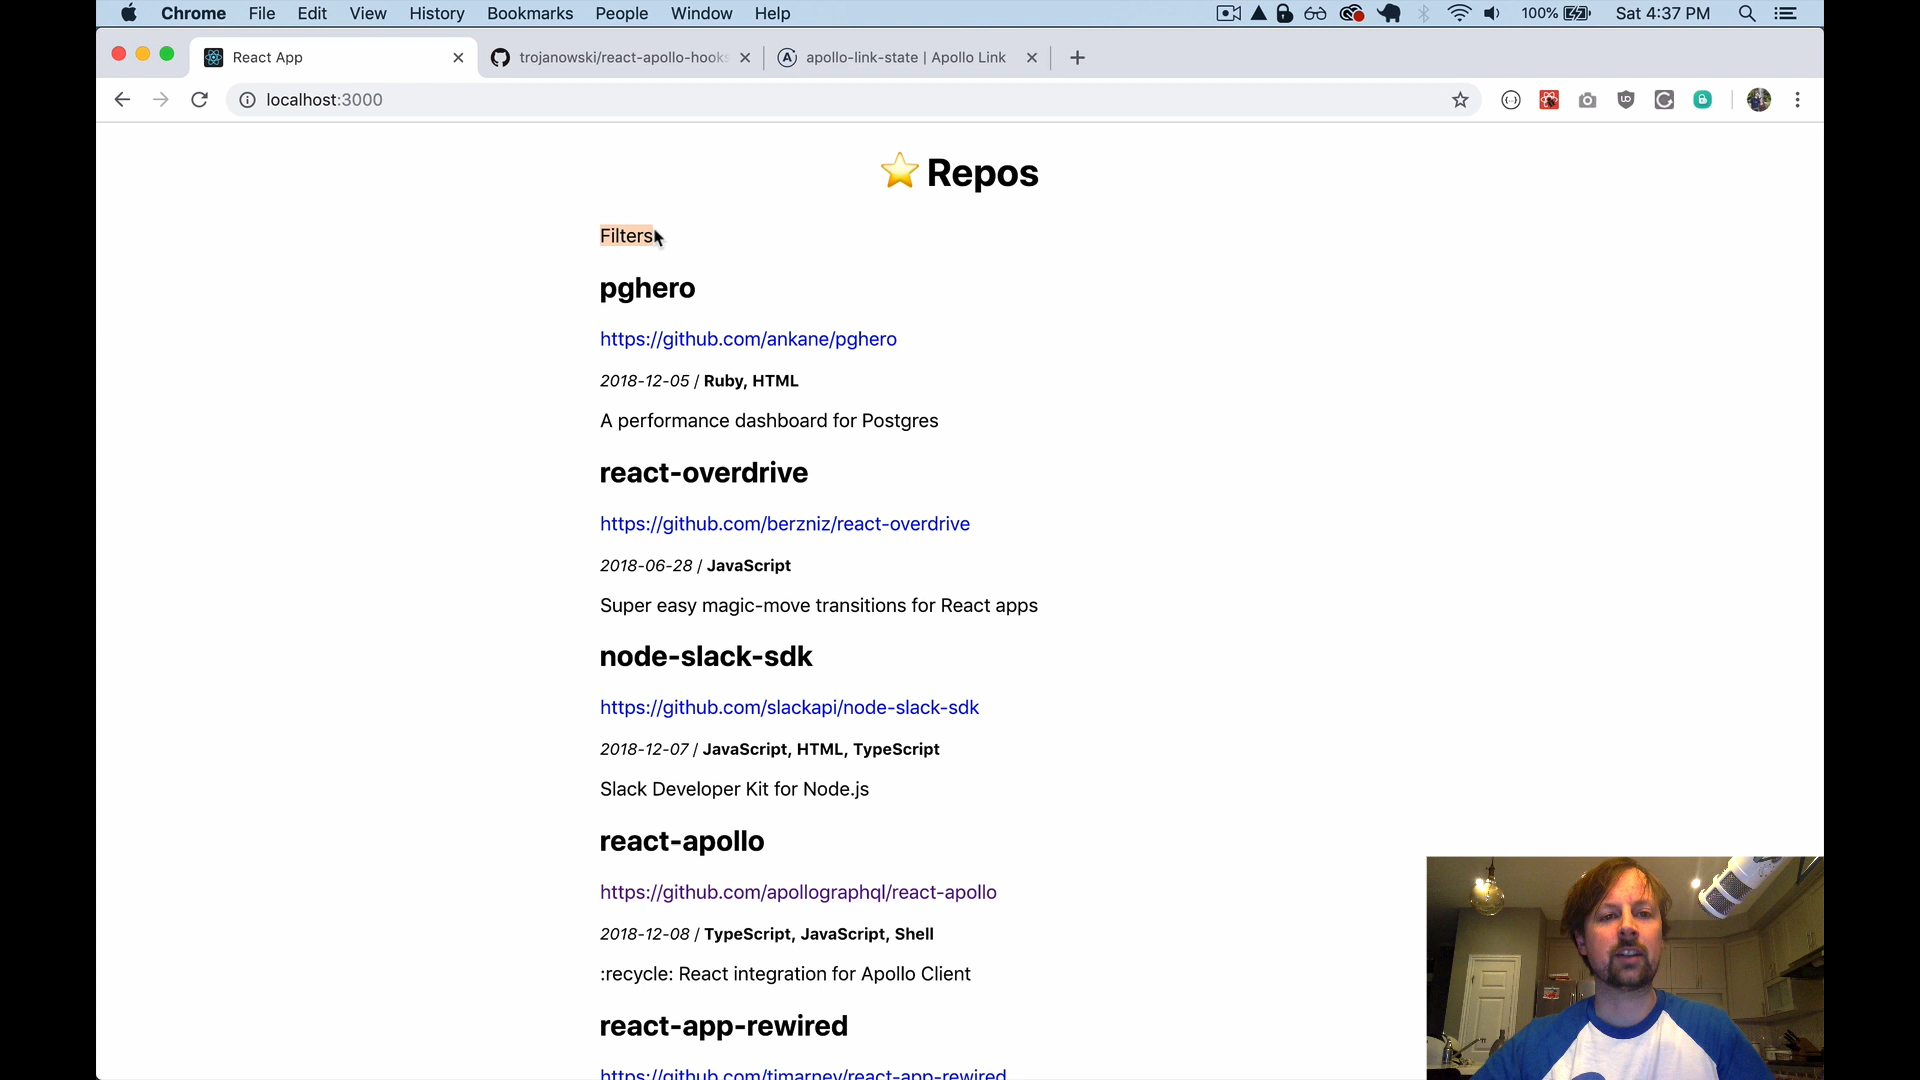 Chrome File Edit View History Bookmarks People Window Help 100% Sat 4:37 PM
React App trojanowski/react-apollo-hooks apollo-link-state | Apollo Link
localhost:3000
⭐ Repos
Filters
pghero
https://github.com/ankane/pghero
2018-12-05 / Ruby, HTML
A performance dashboard for Postgres
react-overdrive
https://github.com/berzniz/react-overdrive
2018-06-28 / JavaScript
Super easy magic-move transitions for React apps
node-slack-sdk
https://github.com/slackapi/node-slack-sdk
2018-12-07 / JavaScript, HTML, TypeScript
Slack Developer Kit for Node.js
react-apollo
https://github.com/apollographql/react-apollo
2018-12-08 / TypeScript, JavaScript, Shell
:recycle: React integration for Apollo Client
react-app-rewired
https://github.com/timarney/react-app-rewired